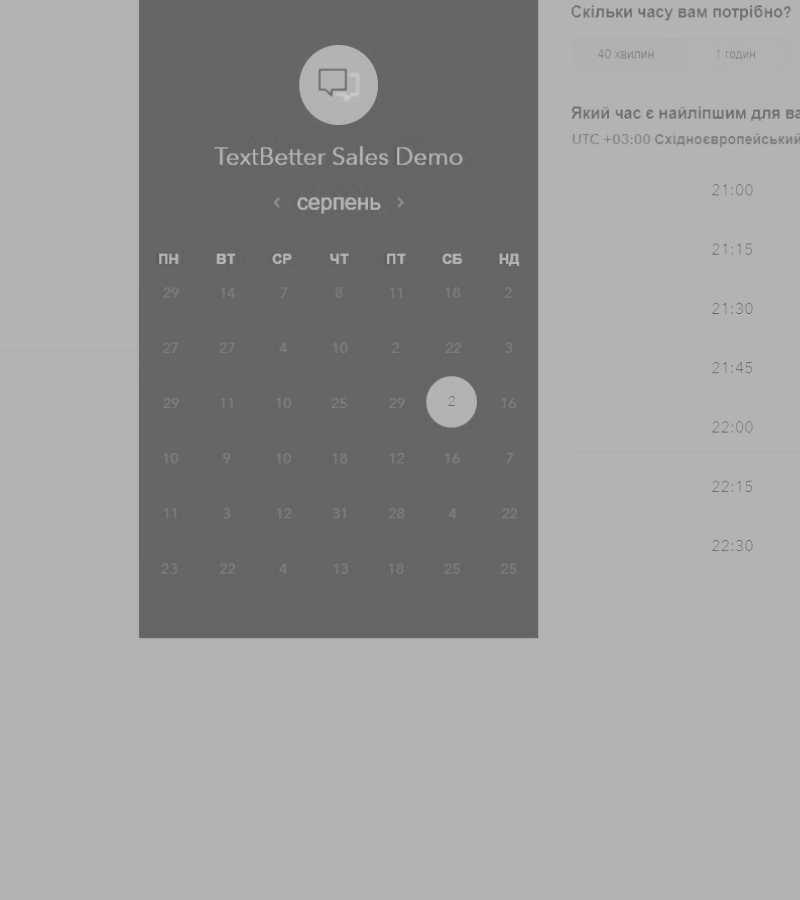 TextBetter Sales Demo
серпень
ПН ВТ СР ЧТ ПТ СБ НД
29 14 7 8 11 18 2
27 27 4 10 2 22 3
29 11 10 25 29 2 16
10 9 10 18 12 16 7
11 3 12 31 28 4 22
23 22 4 13 18 25 25
Скільки часу вам потрібно?
40 хвилин 1 годин
Який час є найліпшим для ва
UTC +03:00 Східноєвропейський
21:00
21:15
21:30
21:45
22:00
22:15
22:30